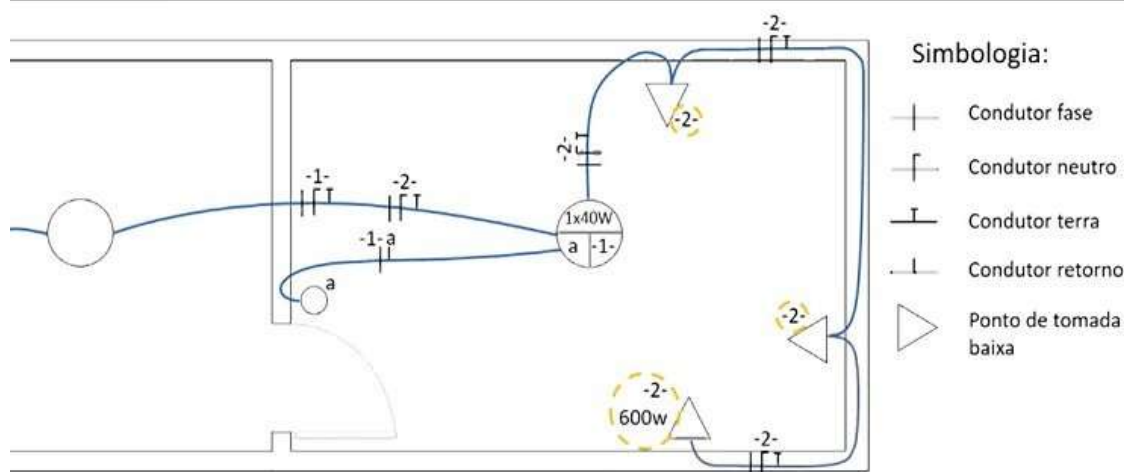 -2-
-2-
-2-
-1-
-2-
1x40W
a
-1-
-1-a
a
-2-
-2-
600w
-2-
Simbologia:
Condutor fase
Condutor neutro
Condutor terra
Condutor retorno
Ponto de tomada
baixa